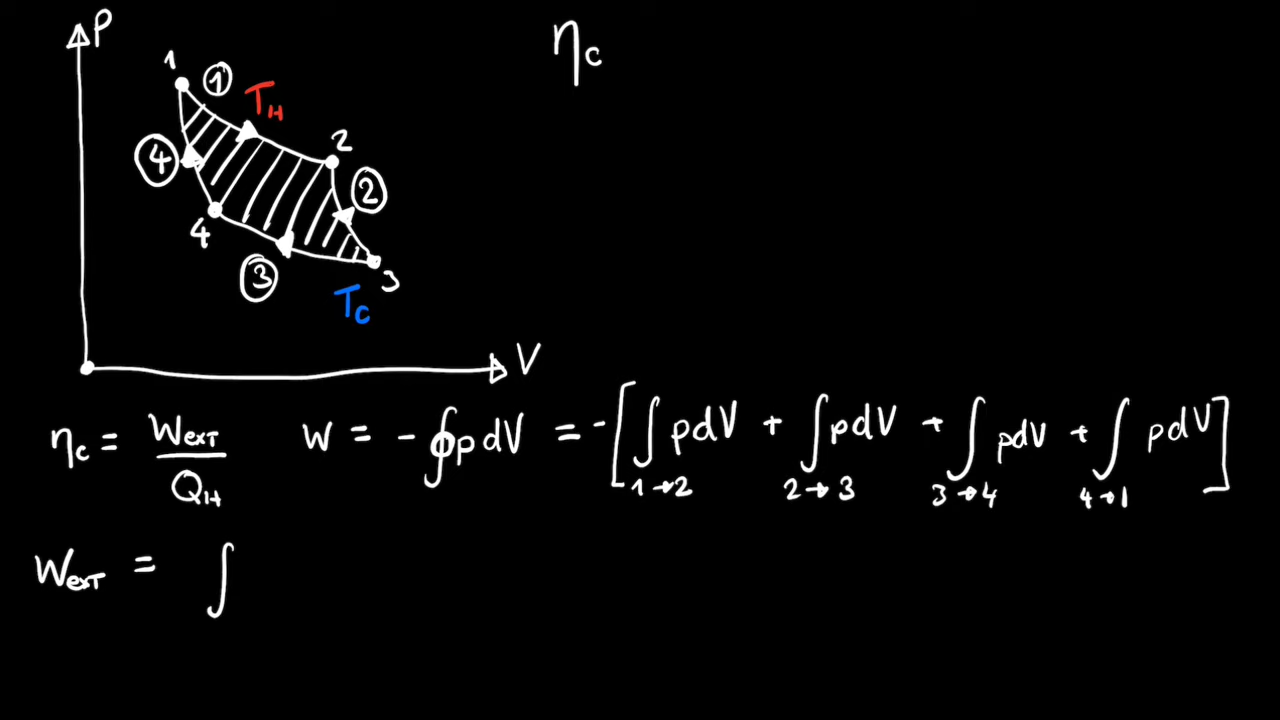 P
η_c
1 ① T_H
2
④ ②
4
③ 3
T_C
V
η_c = W_EXT / Q_H W = - ∮ p dV = - [ ∫_{1→2} p dV + ∫_{2→3} p dV + ∫_{3→4} p dV + ∫_{4→1} p dV ]
W_EXT = ∫